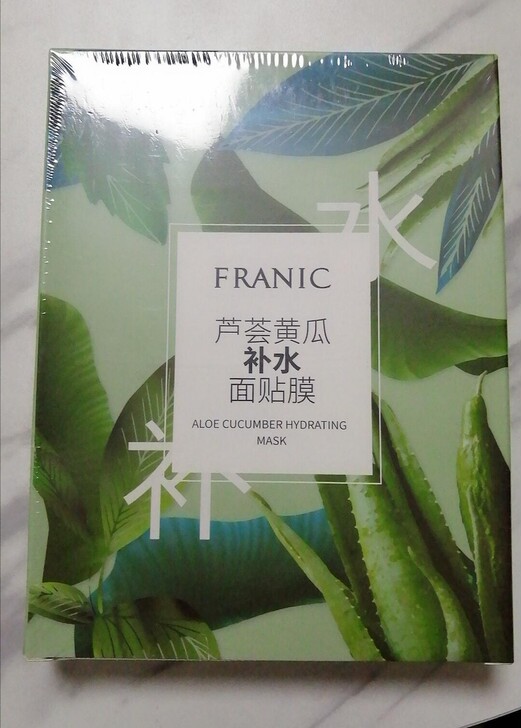 水
FRANIC
芦荟黄瓜
补水
面贴膜
ALOE CUCUMBER HYDRATING
MASK
补